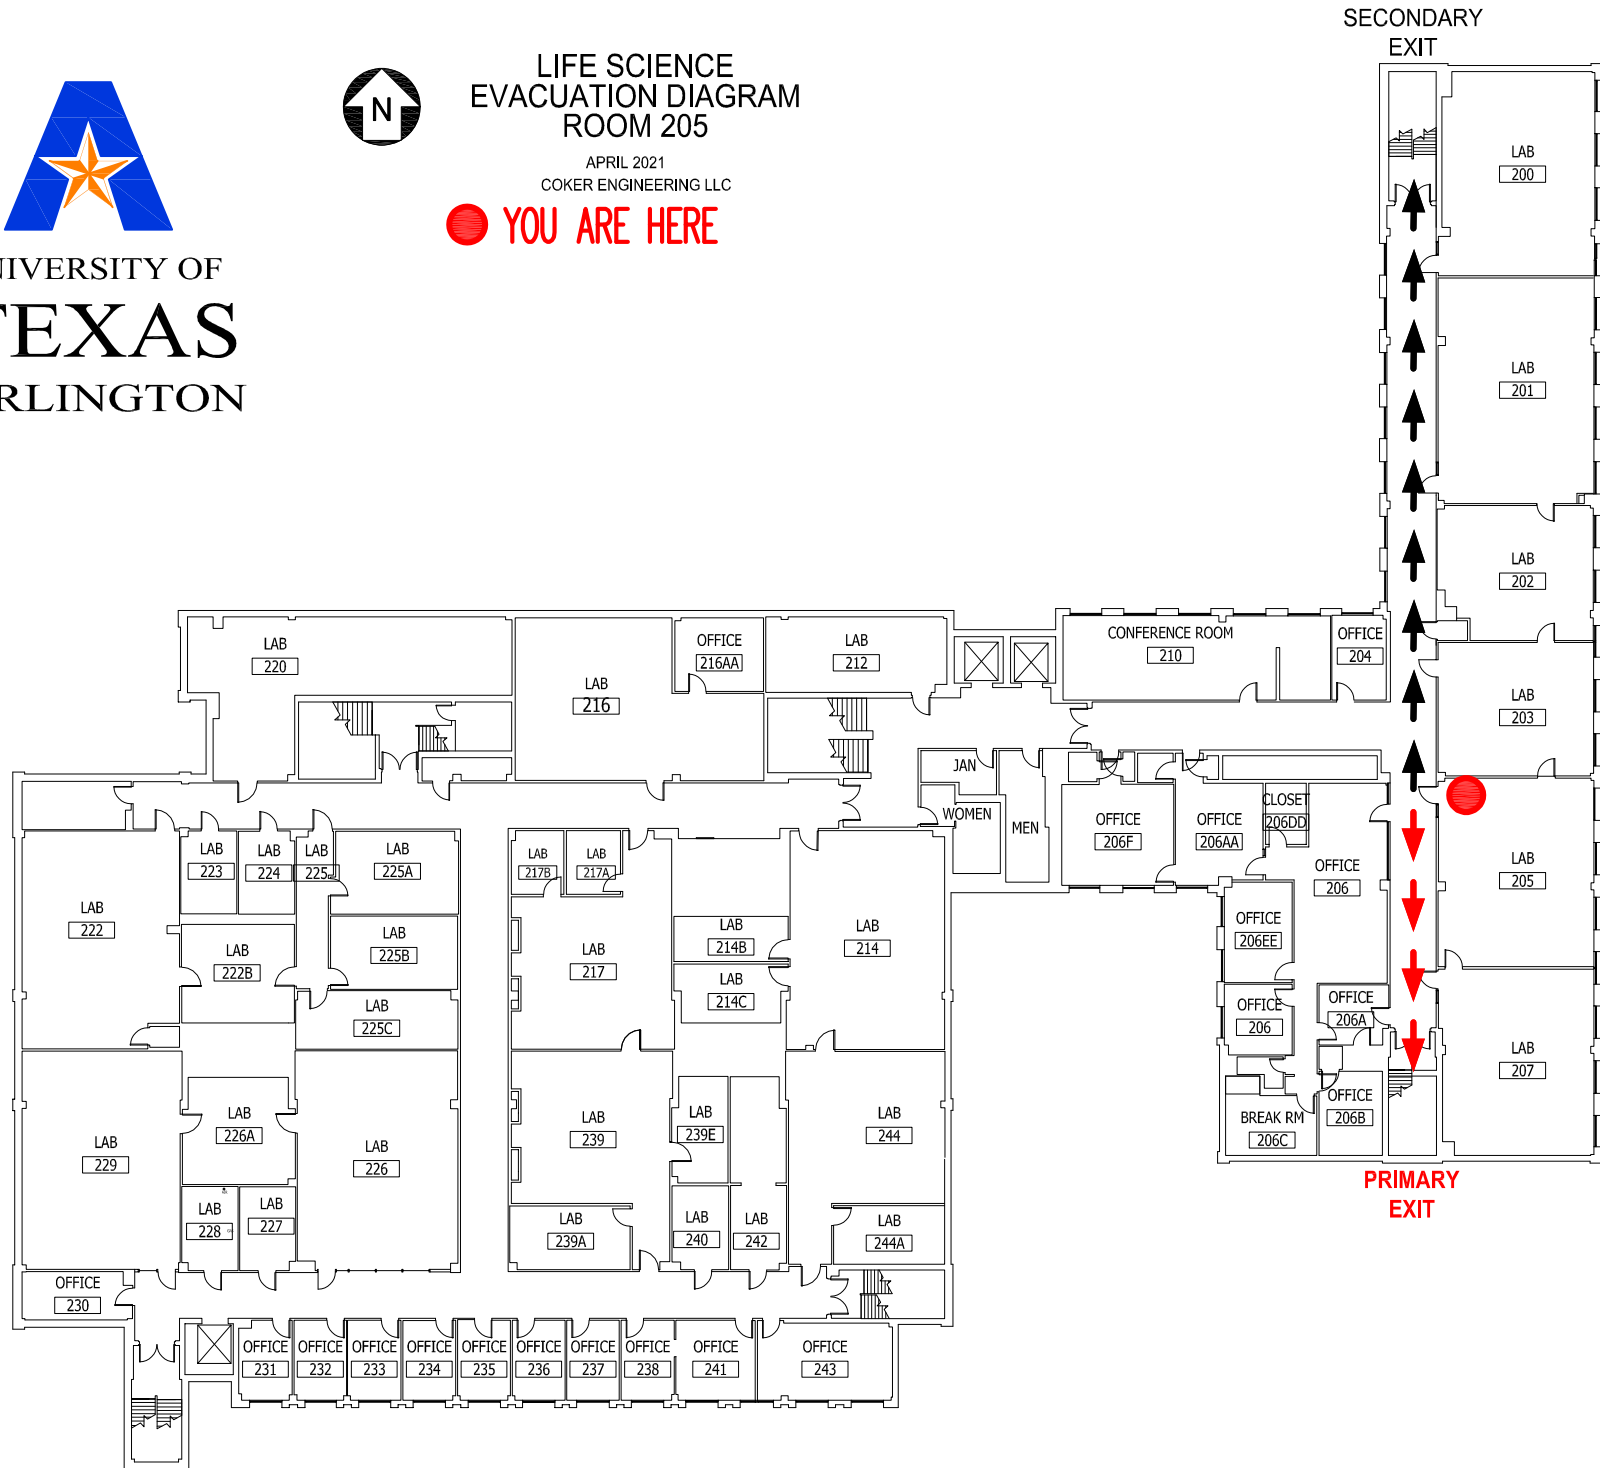 SECONDARY
EXIT
LIFE SCIENCE
EVACUATION DIAGRAM
ROOM 205
N
APRIL 2021
COKER ENGINEERING LLC
YOU ARE HERE
NIVERSITY OF
TEXAS
RLINGTON
LAB
200
LAB
201
LAB
202
LAB
203
LAB
205
LAB
207
CONFERENCE ROOM
210
OFFICE
204
LAB
220
LAB
216
OFFICE
216AA
LAB
212
JAN
WOMEN
MEN
OFFICE
206F
OFFICE
206AA
CLOSET
206DD
OFFICE
206
OFFICE
206EE
OFFICE
206
OFFICE
206A
OFFICE
206B
BREAK RM
206C
PRIMARY
EXIT
LAB
222
LAB
223
LAB
224
LAB
225
LAB
225A
LAB
225B
LAB
222B
LAB
225C
LAB
217B
LAB
217A
LAB
217
LAB
214B
LAB
214C
LAB
214
LAB
229
LAB
226A
LAB
226
LAB
228
LAB
227
LAB
239
LAB
239E
LAB
244
LAB
239A
LAB
240
LAB
242
LAB
244A
OFFICE
230
OFFICE
231
OFFICE
232
OFFICE
233
OFFICE
234
OFFICE
235
OFFICE
236
OFFICE
237
OFFICE
238
OFFICE
241
OFFICE
243